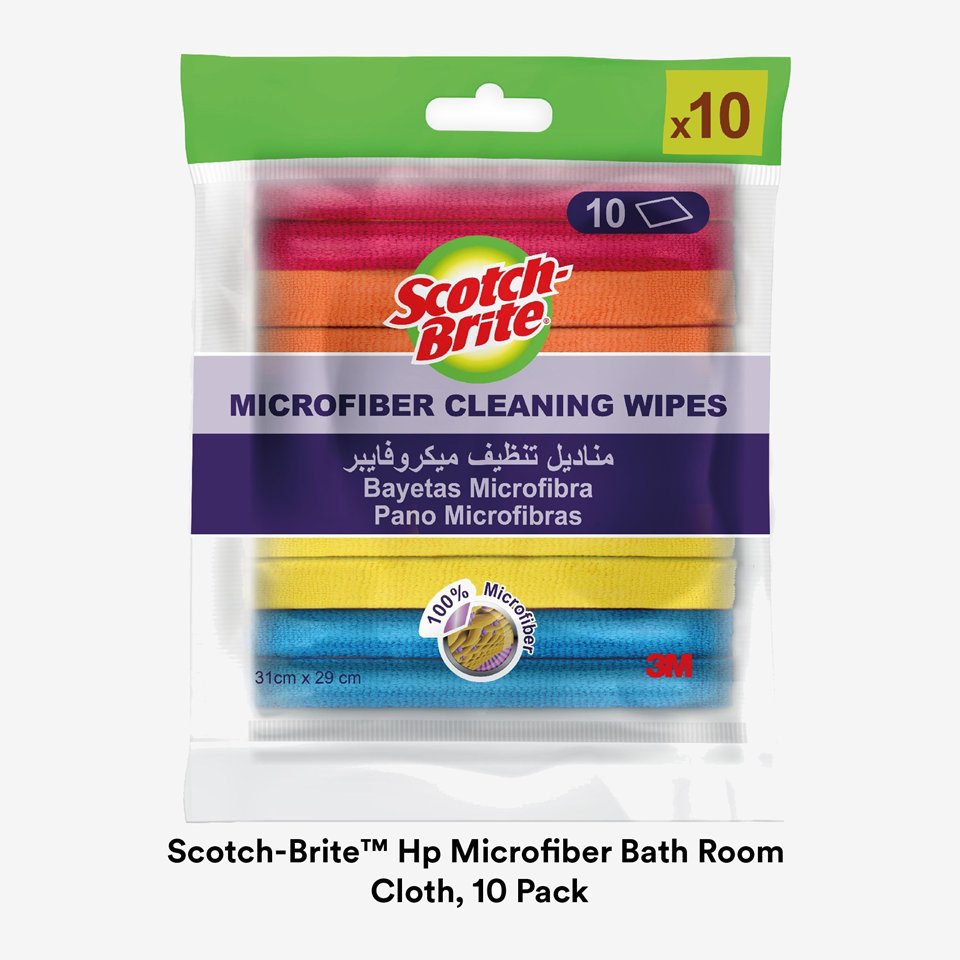 x10
10
Scotch-
Brite®
MICROFIBER CLEANING WIPES
مناديل تنظيف ميكروفايبر
Bayetas Microfibra
Pano Microfibras
100% Microfiber
31cm x 29 cm
3M
Scotch-Brite™ Hp Microfiber Bath Room
Cloth, 10 Pack